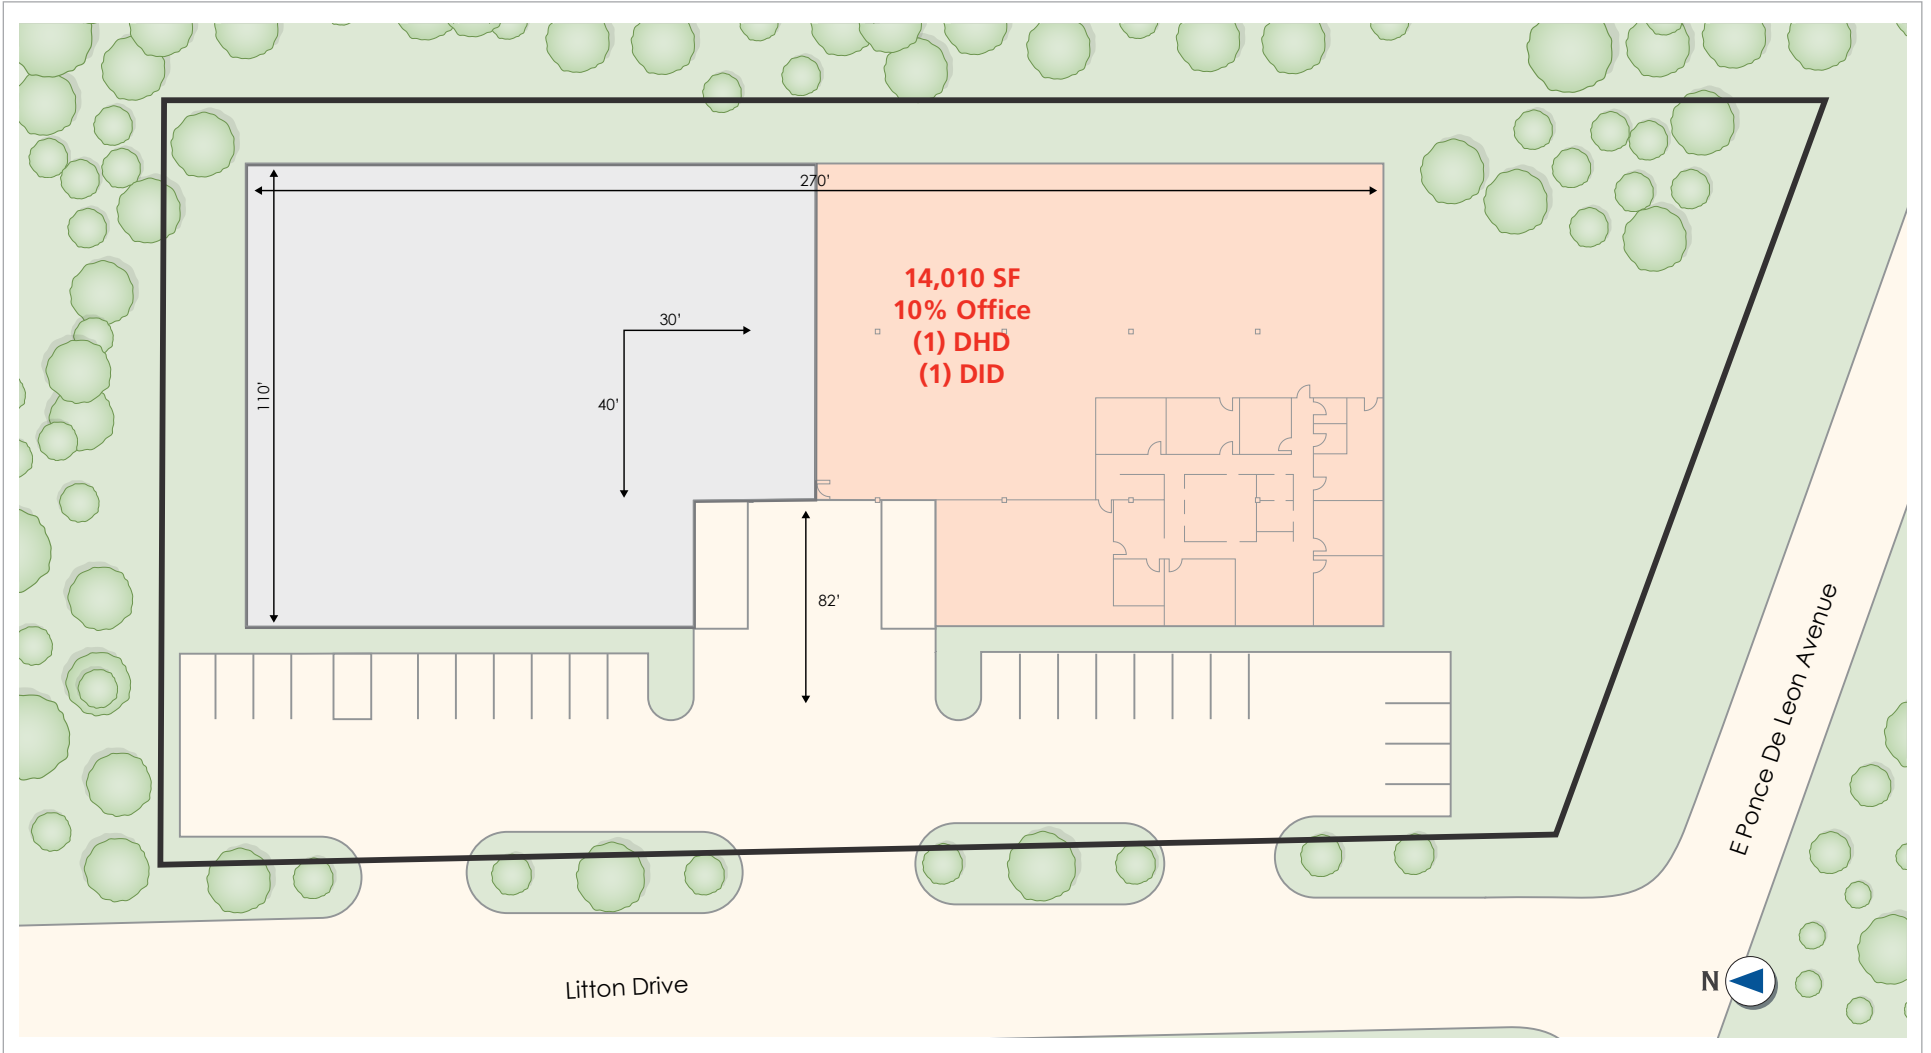 270'
14,010 SF
10% Office
(1) DHD
(1) DID
30'
40'
110'
82'
E Ponce De Leon Avenue
Litton Drive
N